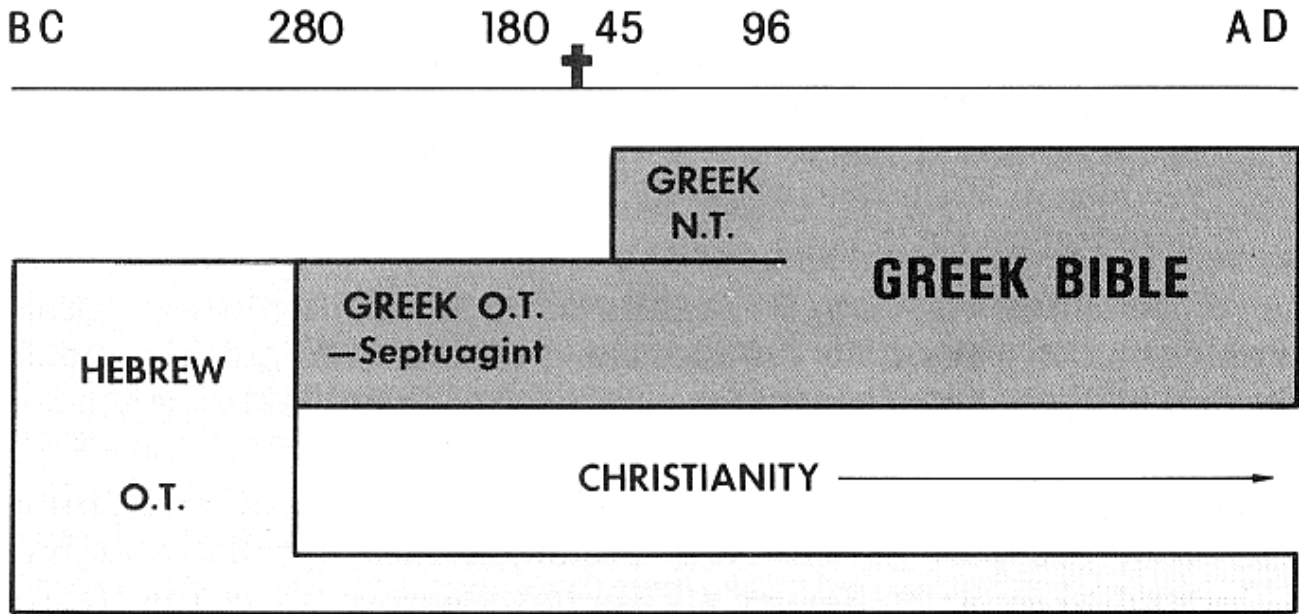 BC 280 180 45 96 AD
GREEK
N.T.
GREEK BIBLE
GREEK O.T.
—Septuagint
HEBREW
O.T.
CHRISTIANITY